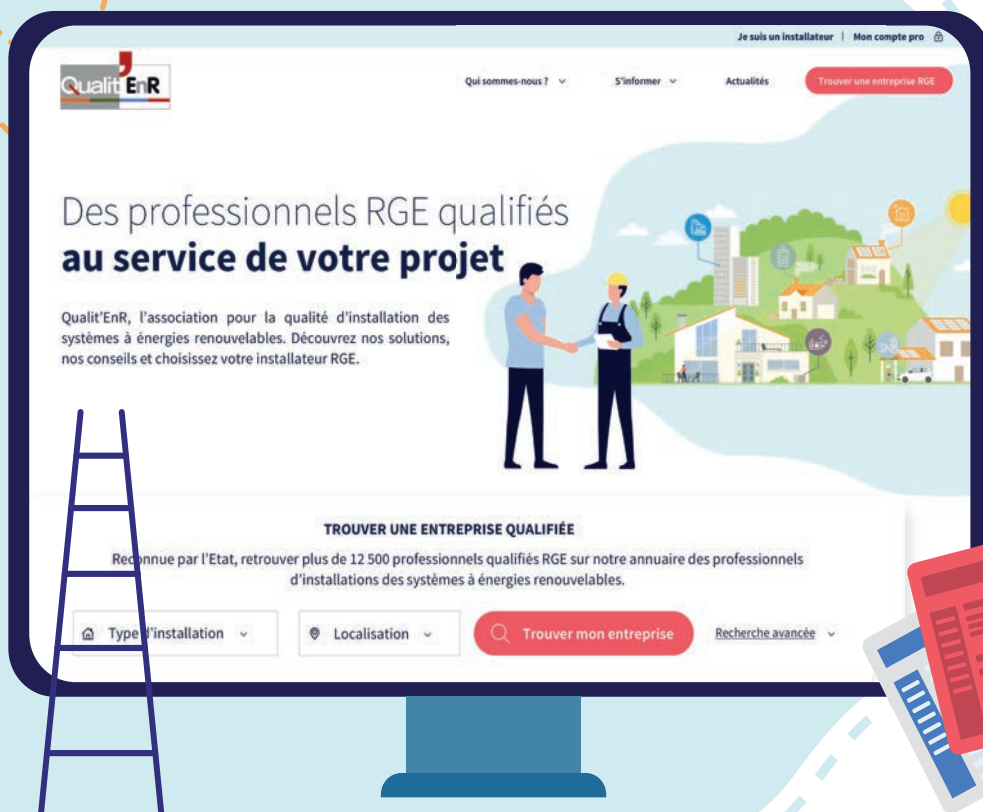 Je suis un installateur | Mon compte pro
Qualit'EnR
Qui sommes-nous ? S'informer Actualités Trouver une entreprise RGE
Des professionnels RGE qualifiés
au service de votre projet
Qualit'EnR, l'association pour la qualité d'installation des
systèmes à énergies renouvelables. Découvrez nos solutions,
nos conseils et choisissez votre installateur RGE.
TROUVER UNE ENTREPRISE QUALIFIÉE
Reconnue par l'Etat, retrouver plus de 12 500 professionnels qualifiés RGE sur notre annuaire des professionnels
d'installations des systèmes à énergies renouvelables.
Type d'installation Localisation Trouver mon entreprise Recherche avancée